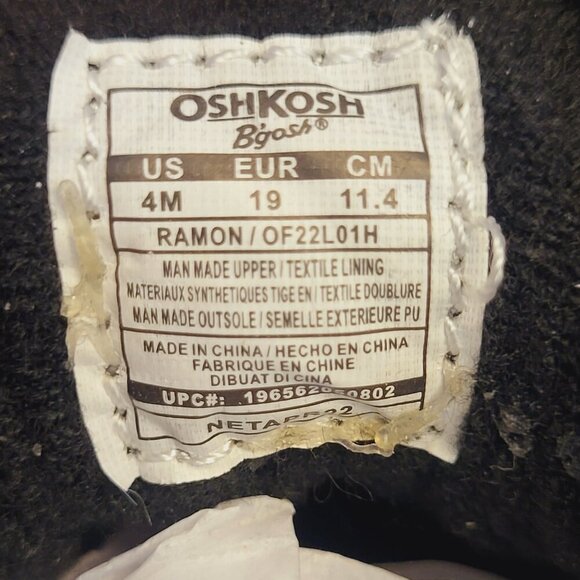 OSHKOSH
B'gosh®
US EUR CM
4M 19 11.4
RAMON / OF22L01H
MAN MADE UPPER / TEXTILE LINING
MATERIAUX SYNTHETIQUES TIGE EN / TEXTILE DOUBLURE
MAN MADE OUTSOLE / SEMELLE EXTERIEURE PU
MADE IN CHINA / HECHO EN CHINA
FABRIQUE EN CHINE
DIBUAT DI CINA
UPC#: